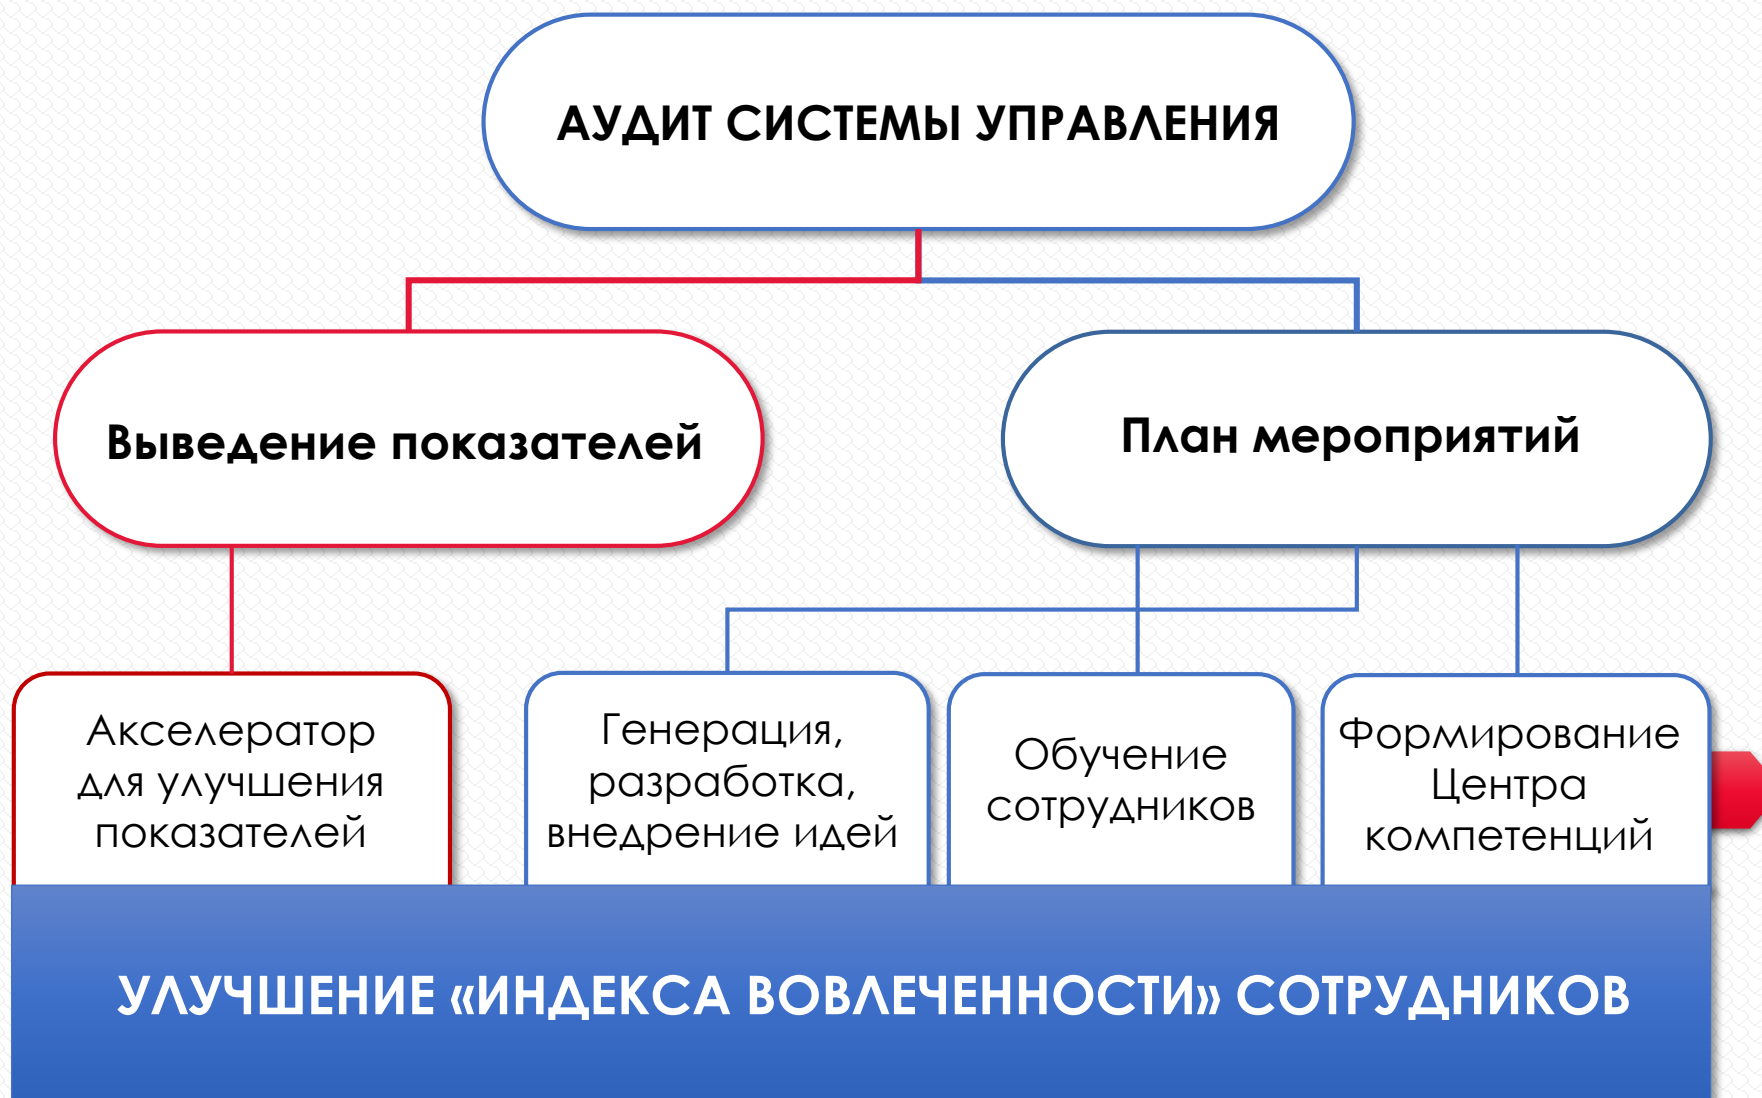 АУДИТ СИСТЕМЫ УПРАВЛЕНИЯ
Выведение показателей
План мероприятий
Акселератор
для улучшения
показателей
Генерация,
разработка,
внедрение идей
Обучение
сотрудников
Формирование
Центра
компетенций
УЛУЧШЕНИЕ «ИНДЕКСА ВОВЛЕЧЕННОСТИ» СОТРУДНИКОВ